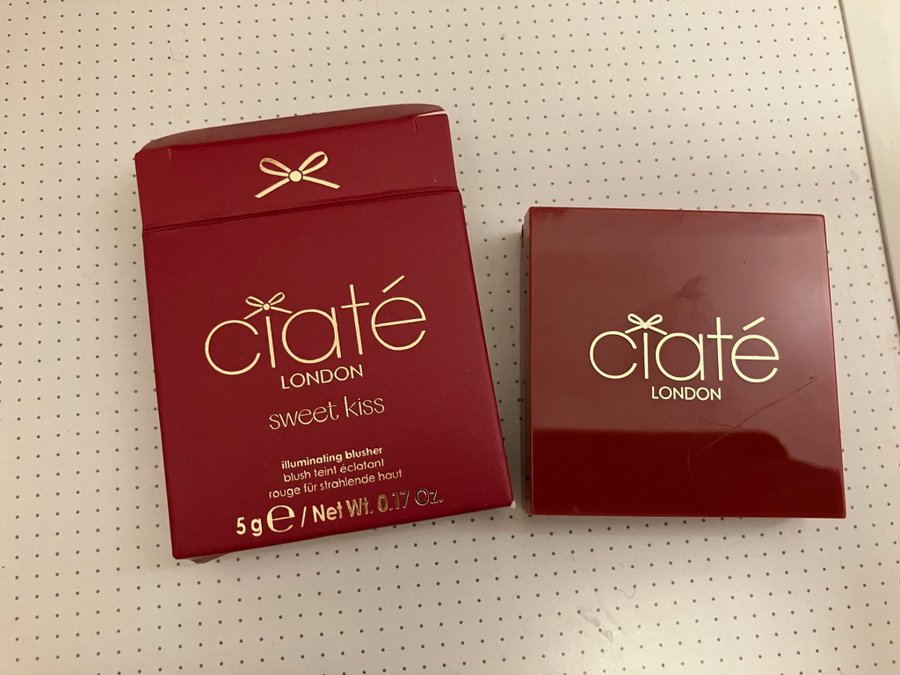 ciaté
LONDON
sweet kiss
illuminating blusher
blush teint éclatant
rouge für strahlende haut
5 g ℮ / Net Wt. 0.17 Oz.
ciaté
LONDON